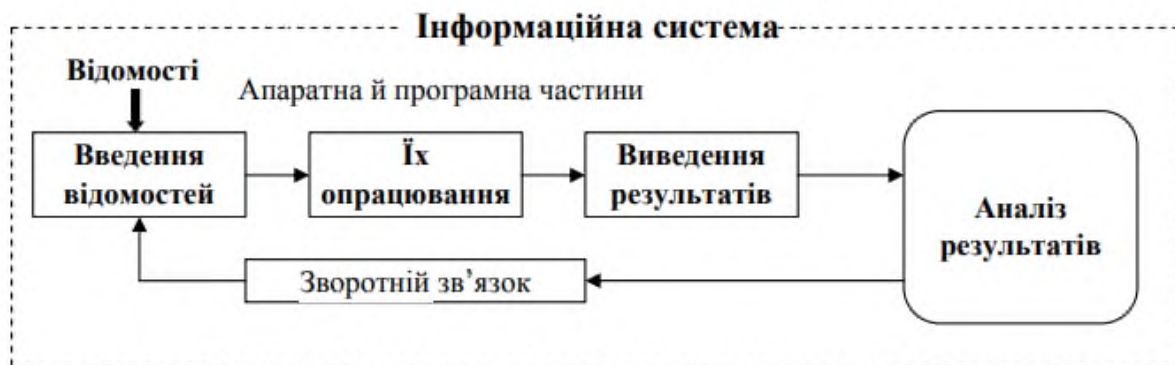 Інформаційна система
Відомості
Апаратна й програмна частини
Введення
відомостей
Їх
опрацювання
Виведення
результатів
Аналіз
результатів
Зворотній зв’язок